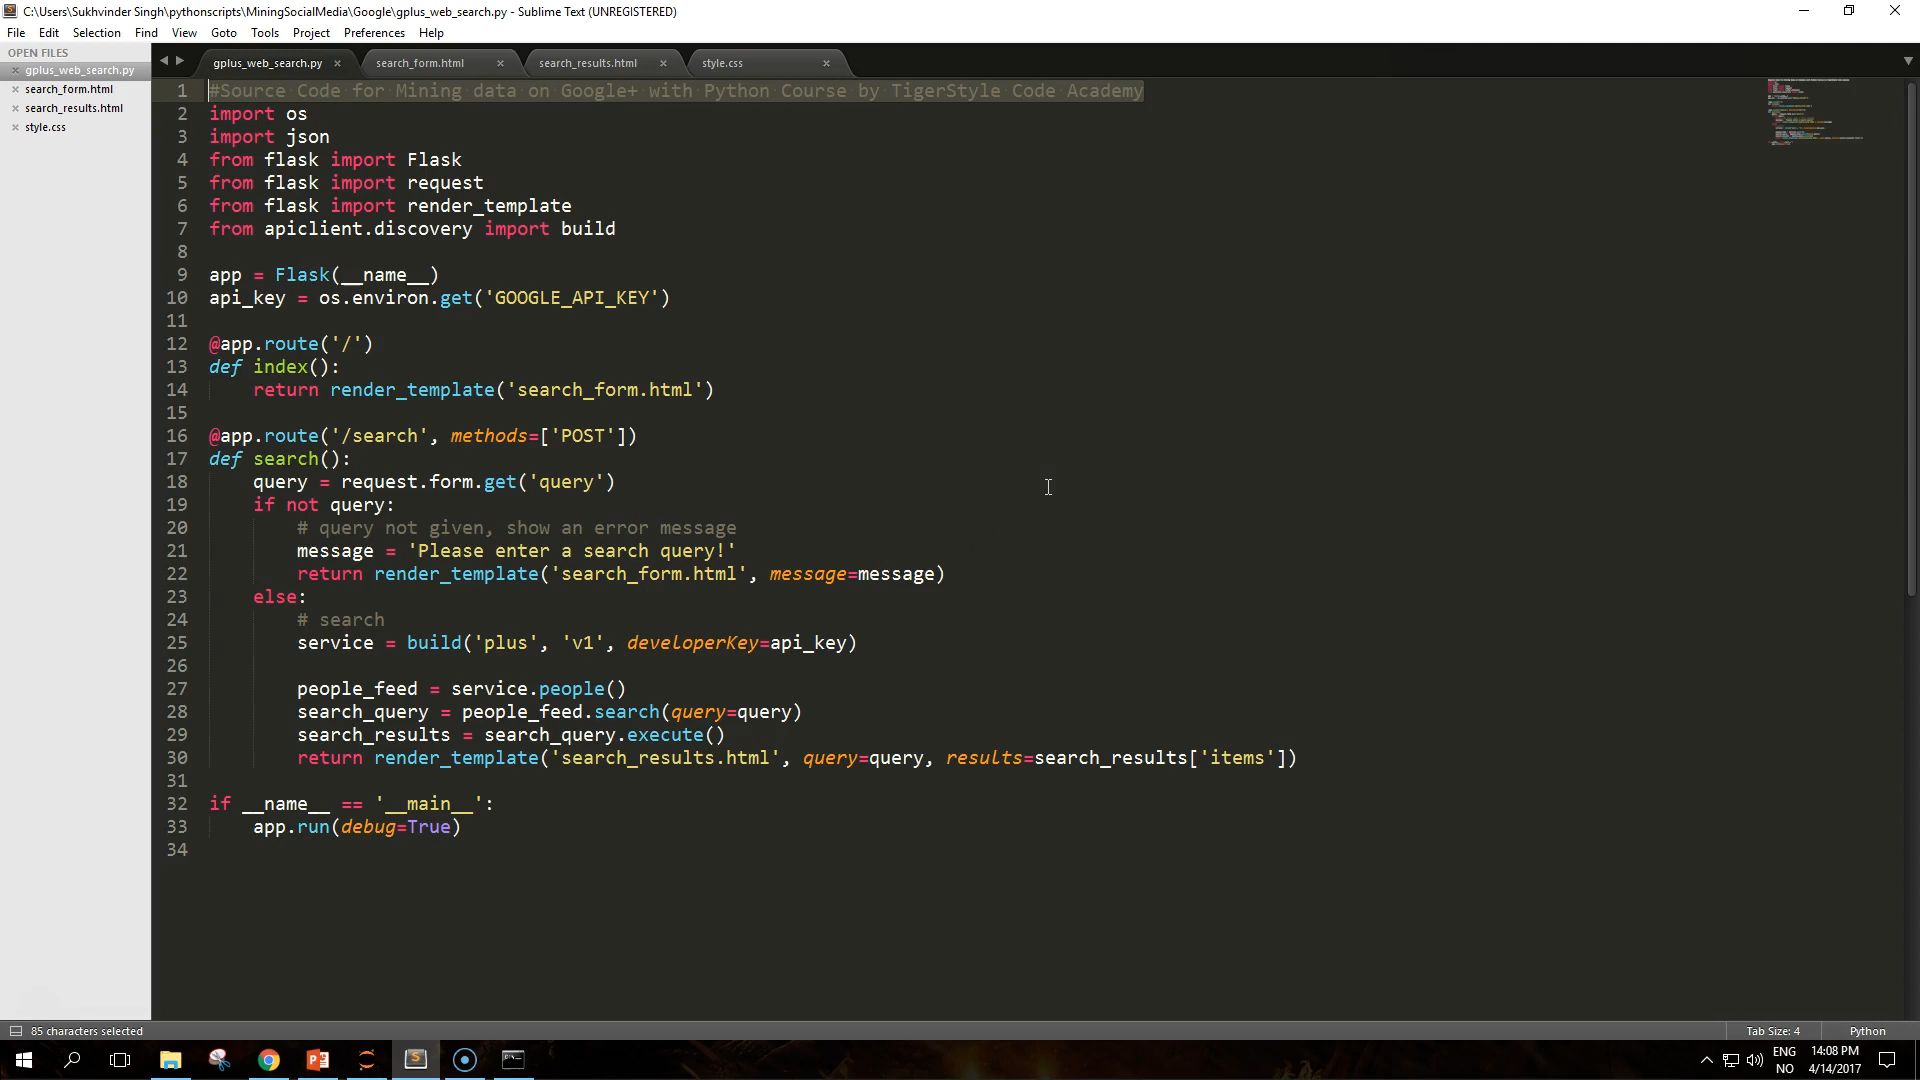 C:\Users\Sukhvinder Singh\pythonscripts\MiningSocialMedia\Google\gplus_web_search.py - Sublime Text (UNREGISTERED)
File Edit Selection Find View Goto Tools Project Preferences Help
OPEN FILES
gplus_web_search.py
search_form.html
search_results.html
style.css
gplus_web_search.py search_form.html search_results.html style.css
1 #Source Code for Mining data on Google+ with Python Course by TigerStyle Code Academy
2 import os
3 import json
4 from flask import Flask
5 from flask import request
6 from flask import render_template
7 from apiclient.discovery import build
8
9 app = Flask(__name__)
10 api_key = os.environ.get('GOOGLE_API_KEY')
11
12 @app.route('/')
13 def index():
14 return render_template('search_form.html')
15
16 @app.route('/search', methods=['POST'])
17 def search():
18 query = request.form.get('query')
19 if not query:
20 # query not given, show an error message
21 message = 'Please enter a search query!'
22 return render_template('search_form.html', message=message)
23 else:
24 # search
25 service = build('plus', 'v1', developerKey=api_key)
26
27 people_feed = service.people()
28 search_query = people_feed.search(query=query)
29 search_results = search_query.execute()
30 return render_template('search_results.html', query=query, results=search_results['items'])
31
32 if __name__ == '__main__':
33 app.run(debug=True)
34
85 characters selected Tab Size: 4 Python
ENG 14:08 PM
NO 4/14/2017